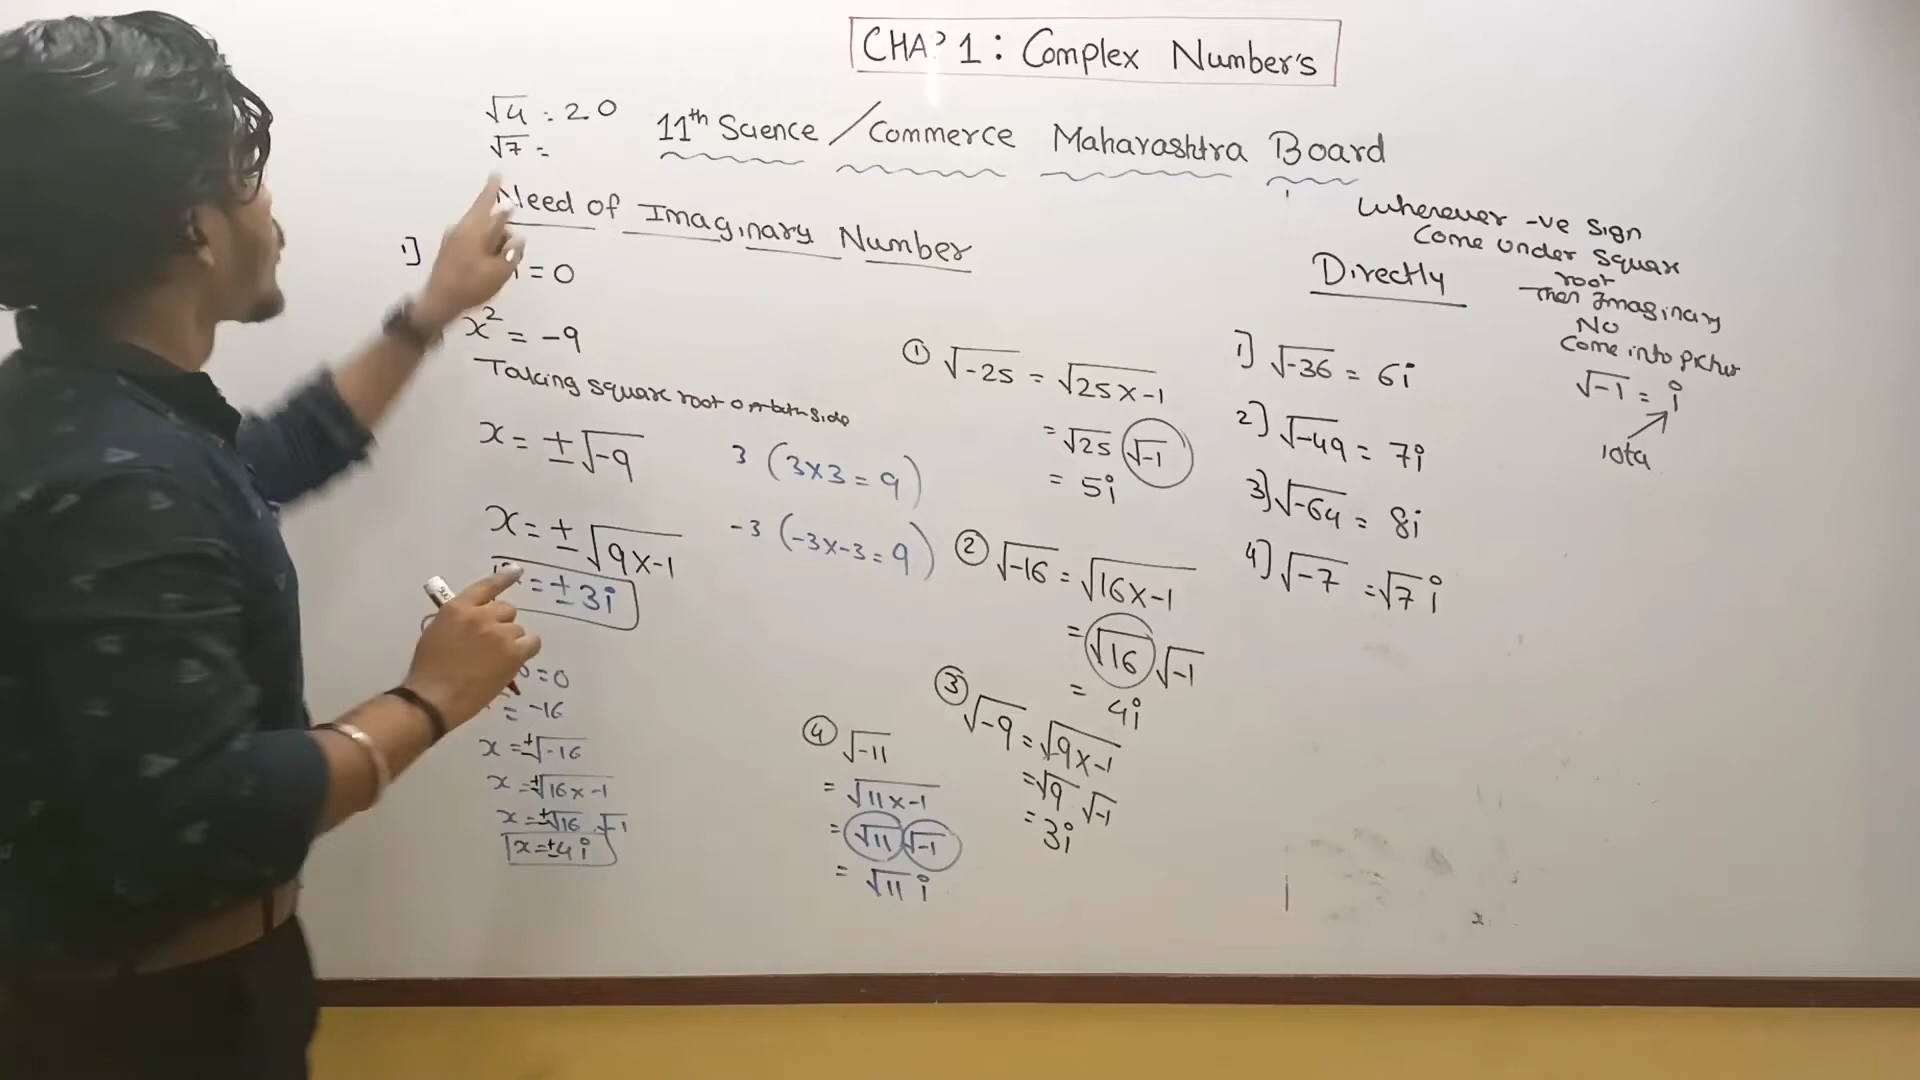 CHAP 1 : Complex Number's
√4 = 2.0
√7 =
11th Science / Commerce Maharashtra Board
Need of Imaginary Number
1]
= 0
x² = -9
Taking square root on both side
x = ± √-9
3 (3x3 = 9)
x = ± √9x-1
-3 (-3x-3 = 9)
x = ± 3i
= 0
= -16
x = ±√-16
x = ±√16x-1
x = ±√16 . √-1
x = ±4i
① √-25 = √25x-1
= √25 √-1
= 5i
② √-16 = √16x-1
= √16 √-1
= 4i
③ √-9 = √9x-1
= √9 √-1
= 3i
④ √-11
= √11x-1
= √11 √-1
= √11 i
Directly
1] √-36 = 6i
2] √-49 = 7i
3] √-64 = 8i
4] √-7 = √7 i
Wherever -ve sign
Come under square
root
Then Imaginary
No
Come into picher
√-1 = i
iota